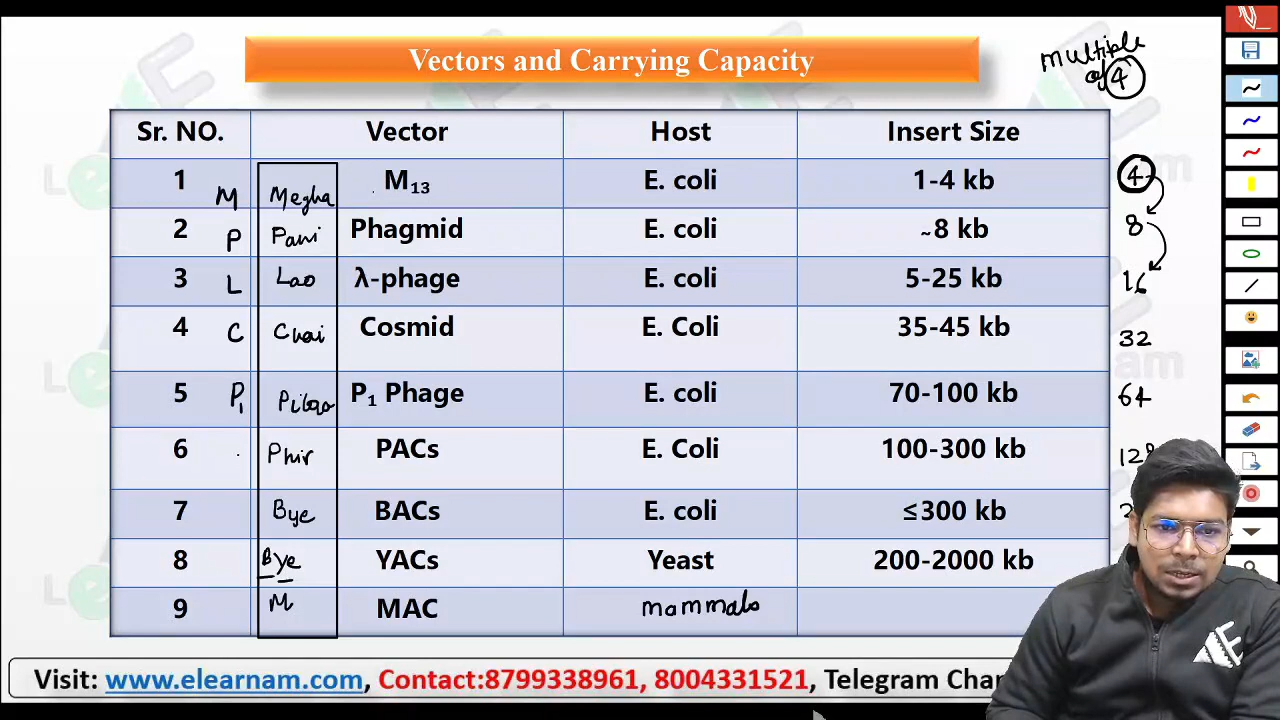 Vectors and Carrying Capacity
multiple
of 4
Sr. NO. Vector Host Insert Size
1 M Megha M₁₃ E. coli 1-4 kb 4
2 P Pani Phagmid E. coli ~8 kb 8
3 L Lao λ-phage E. coli 5-25 kb 16
4 C Chai Cosmid E. Coli 35-45 kb 32
5 P₁ P₁ Phage E. coli 70-100 kb 64
6 Phir PACs E. Coli 100-300 kb 128
7 Bye BACs E. coli ≤300 kb
8 Bye YACs Yeast 200-2000 kb
9 M MAC mammals
Visit: www.elearnam.com, Contact:8799338961, 8004331521, Telegram Chan